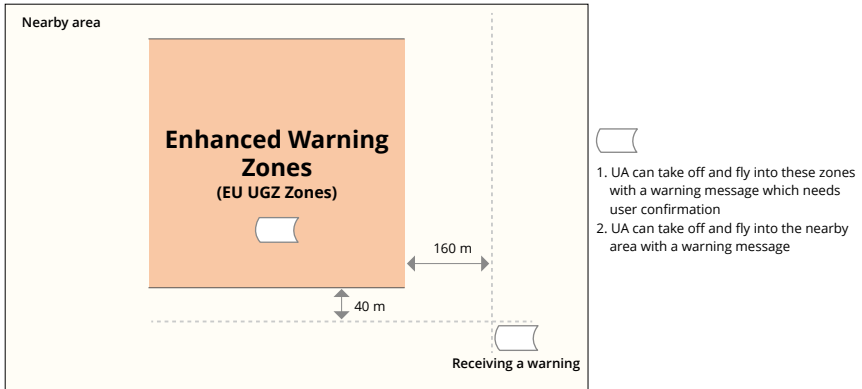 Nearby area
Enhanced Warning
Zones
(EU UGZ Zones)
160 m
40 m
Receiving a warning
1. UA can take off and fly into these zones
with a warning message which needs
user confirmation
2. UA can take off and fly into the nearby
area with a warning message